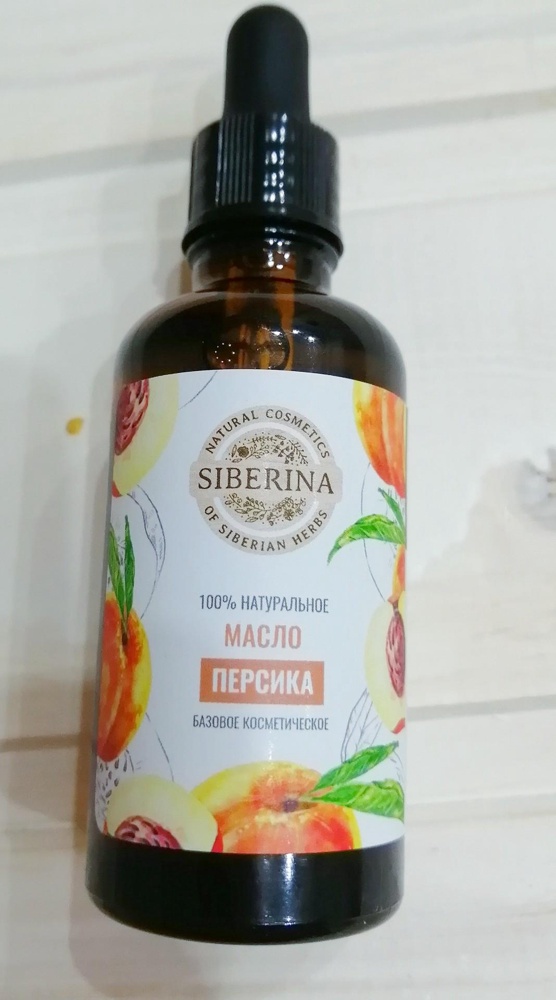 NATURAL COSMETICS
SIBERINA
OF SIBERIAN HERBS
100% НАТУРАЛЬНОЕ
МАСЛО
ПЕРСИКА
БАЗОВОЕ КОСМЕТИЧЕСКОЕ